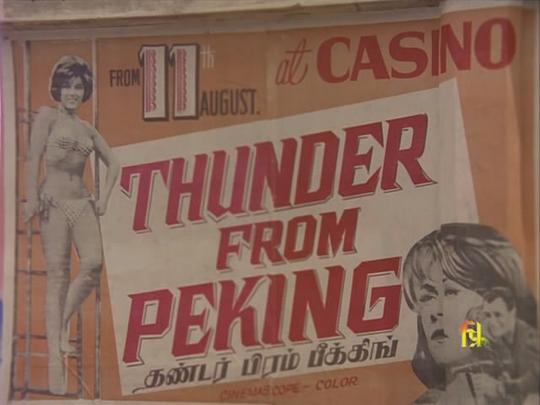 FROM 11th AUGUST.
at CASINO
THUNDER
FROM
PEKING
தண்டர் பிரம் பீக்கிங்
CINEMASCOPE - COLOR